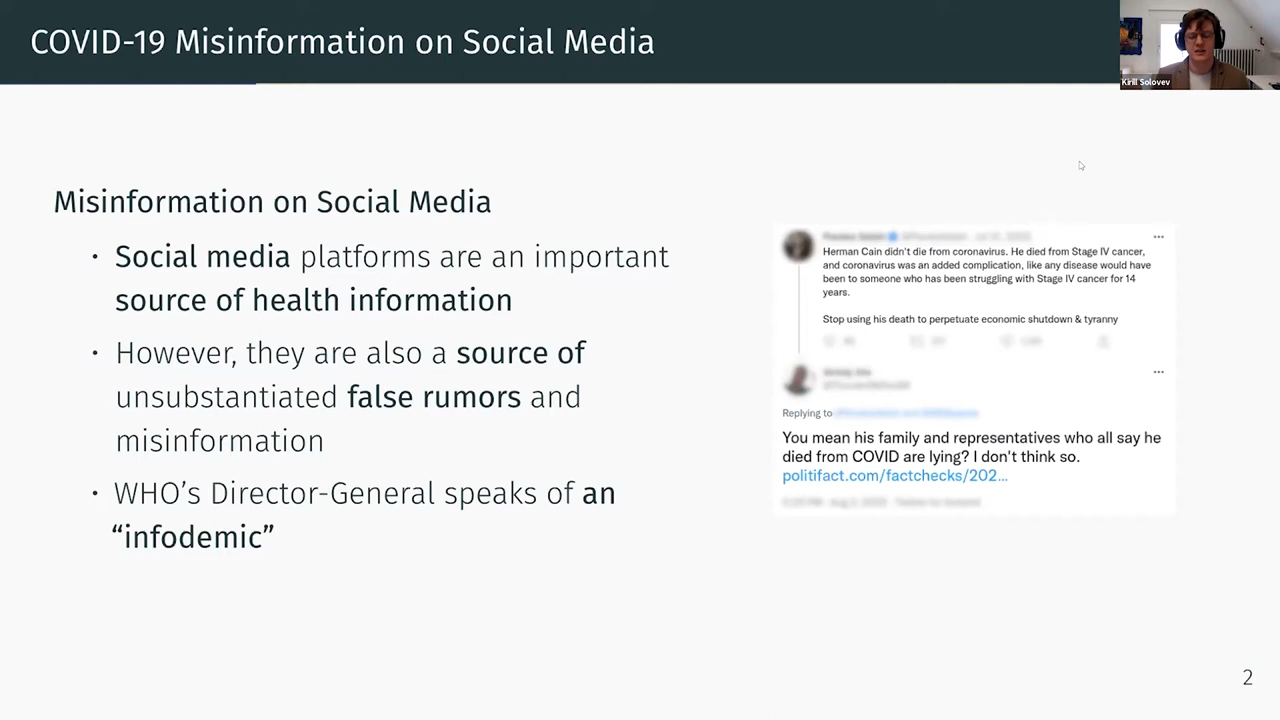 COVID-19 Misinformation on Social Media
Kirill Solovev
Misinformation on Social Media
· Social media platforms are an important
source of health information
· However, they are also a source of
unsubstantiated false rumors and
misinformation
· WHO's Director-General speaks of an
“infodemic”
Herman Cain didn't die from coronavirus. He died from Stage IV cancer,
and coronavirus was an added complication, like any disease would have
been to someone who has been struggling with Stage IV cancer for 14
years.
Stop using his death to perpetuate economic shutdown & tyranny
Replying to
You mean his family and representatives who all say he
died from COVID are lying? I don't think so.
politifact.com/factchecks/202...
2